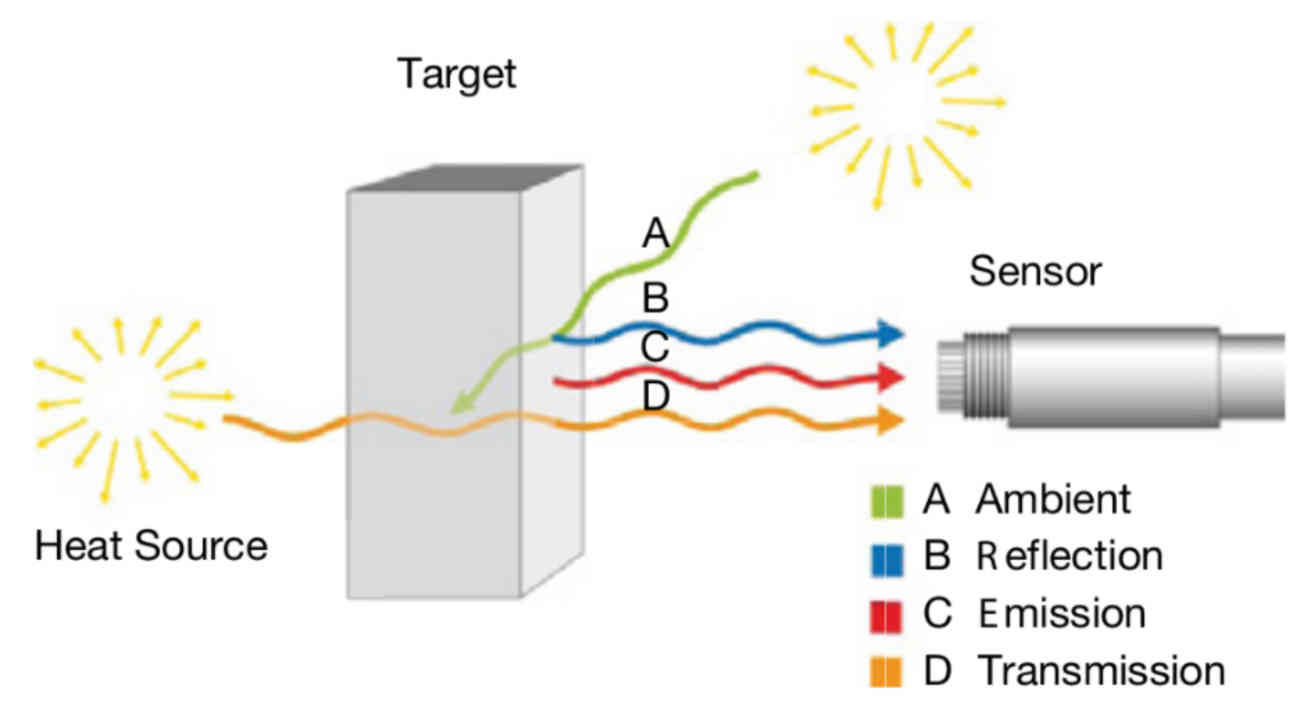 Target
A
B
C
D
Sensor
Heat Source
A Ambient
B Reflection
C Emission
D Transmission